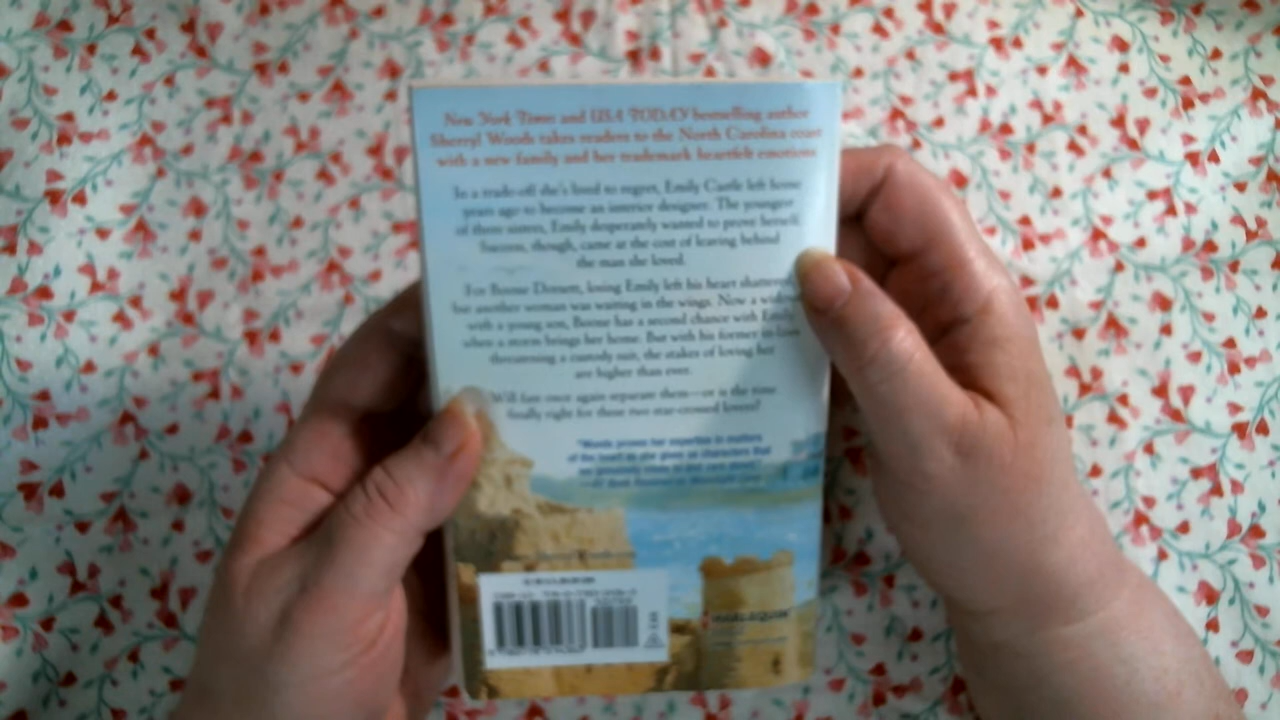 New York Times and USA TODAY bestselling author
Sherryl Woods takes readers to the North Carolina coast
with a new family and her trademark heartfelt emotions.
In a trade-off she's lived to regret, Emily Castle left home
years ago to become an interior designer. The youngest
of three sisters, Emily desperately wanted to prove herself.
Success, though, came at the cost of leaving behind
the man she loved.
For Boone Dorsett, losing Emily left his heart shattered,
but another woman was waiting in the wings. Now a widower
with a young son, Boone has a second chance with Emily
when a storm brings her home. But with his former in-laws
threatening a custody suit, the stakes of loving her
are higher than ever.
Will fate once again separate them—or is the time
finally right for these two star-crossed lovers?
"Woods proves her expertise in matters
of the heart as she gives us characters that
HARLEQUIN